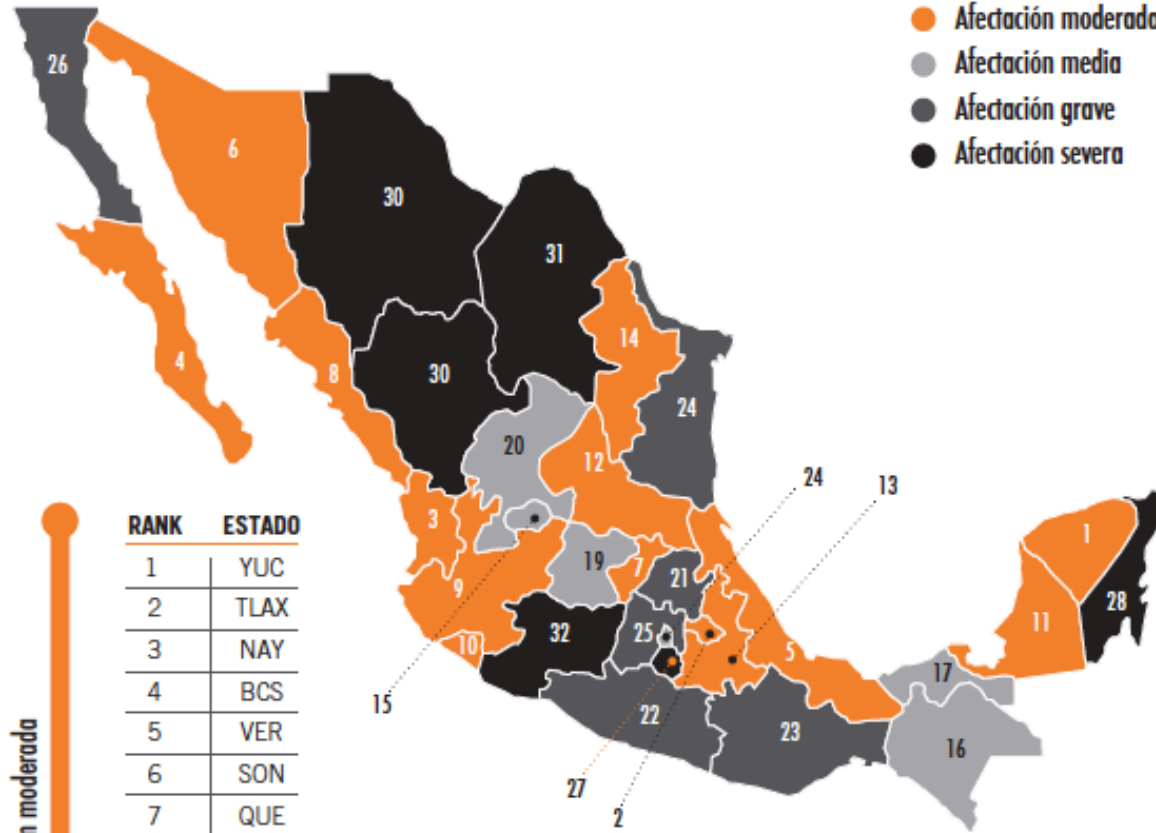 Afectación moderada
Afectación media
Afectación grave
Afectación severa
26
6
30
31
14
4
8
30
24
20
12
24
13
3
1
19
7
21
9
28
11
25
32
10
5
17
15
22
23
16
27
2
RANK ESTADO
1 YUC
2 TLAX
3 NAY
4 BCS
5 VER
6 SON
7 QUE
n moderada